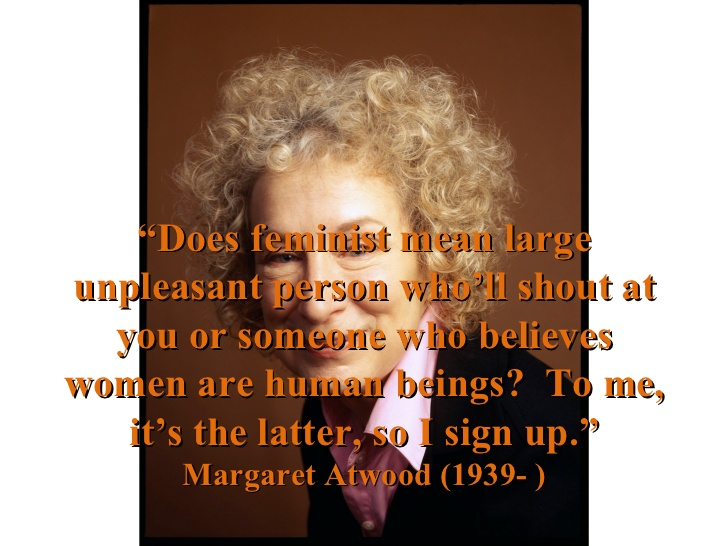 “Does feminist mean large
unpleasant person who’ll shout at
you or someone who believes
women are human beings?  To me,
it’s the latter, so I sign up.”
Margaret Atwood (1939- )